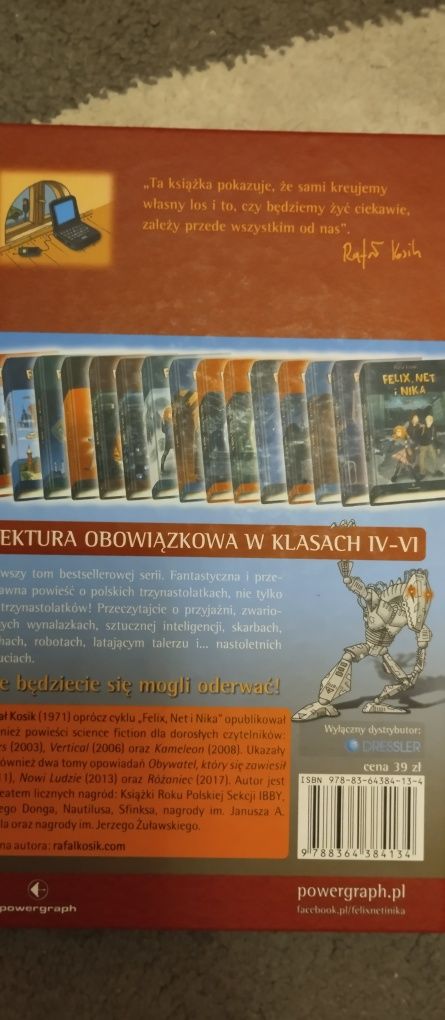 „Ta książka pokazuje, że sami kreujemy
własny los i to, czy będziemy żyć ciekawie,
zależy przede wszystkim od nas”.
Rafał Kosik
FELIX, NET
i NIKA
EKTURA OBOWIĄZKOWA W KLASACH IV–VI
wszy tom bestsellerowej serii. Fantastyczna i prze-
awna powieść o polskich trzynastolatkach, nie tylko
trzynastolatków! Przeczytajcie o przyjaźni, zwario-
ych wynalazkach, sztucznej inteligencji, skarbach,
hach, robotach, latającym talerzu i... nastoletnich
uciach.
e będziecie się mogli oderwać!
ał Kosik (1971) oprócz cyklu „Felix, Net i Nika” opublikował
nież powieści science fiction dla dorosłych czytelników:
rs (2003), Vertical (2006) oraz Kameleon (2008). Ukazały
również dwa tomy opowiadań Obywatel, który się zawiesił
11), Nowi Ludzie (2013) oraz Różaniec (2017). Autor jest
eatem licznych nagród: Książki Roku Polskiej Sekcji IBBY,
ego Donga, Nautilusa, Sfinksa, nagrody im. Janusza A.
la oraz nagrody im. Jerzego Żuławskiego.
na autora: rafalkosik.com
Wyłączny dystrybutor:
DRESSLER
cena 39 zł
ISBN 978-83-64384-13-4
9 788364 384134
powergraph
powergraph.pl
facebook.pl/felixnetinika